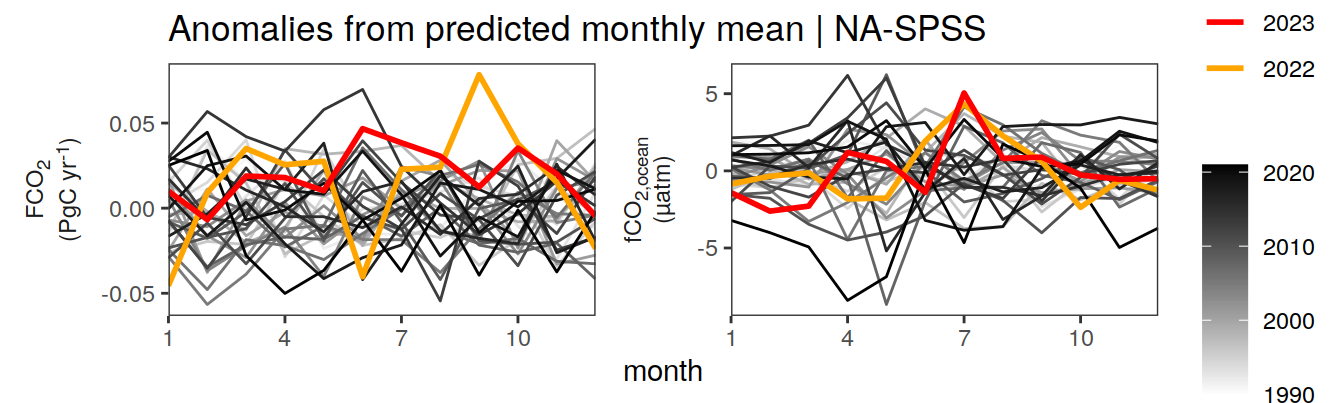 Anomalies from predicted monthly mean | NA-SPSS
FCO₂
(PgC yr⁻¹)
0.05
0.00
-0.05
1 4 7 10
fCO₂,ocean
(µatm)
5
0
-5
1 4 7 10
month
2023
2022
2020
2010
2000
1990